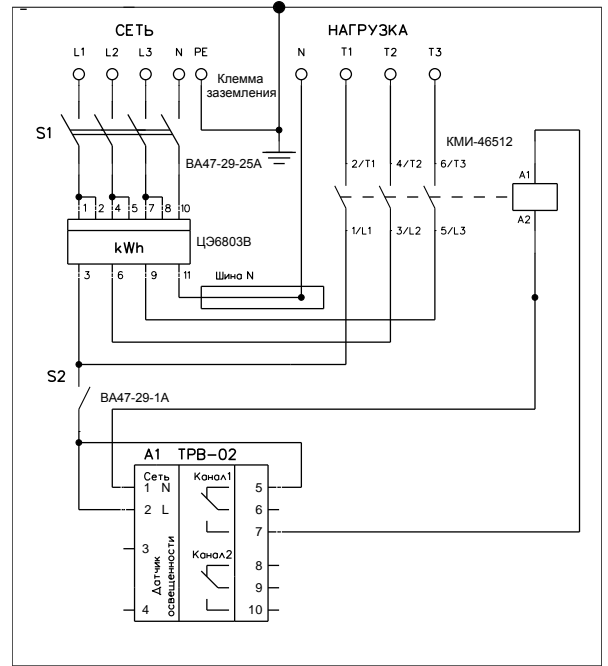 СЕТЬ
НАГРУЗКА
L1 L2 L3 N PE
N T1 T2 T3
Клемма
заземления
S1
КМИ-46512
ВА47-29-25А
2/T1 4/T2 6/T3
A1
A2
1 2 4 5 7 8 10
1/L1 3/L2 5/L3
kWh
ЦЭ6803В
3 6 9 11
Шина N
S2
ВА47-29-1А
А1 ТРВ-02
Сеть
Канал1
1 N
5
2 L
6
7
3
Датчик
освещенности
Канал2
8
9
4
10